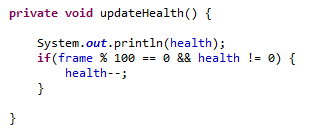 private void updateHealth() {
System.out.println(health);
if(frame % 100 == 0 && health != 0) {
health--;
}
}